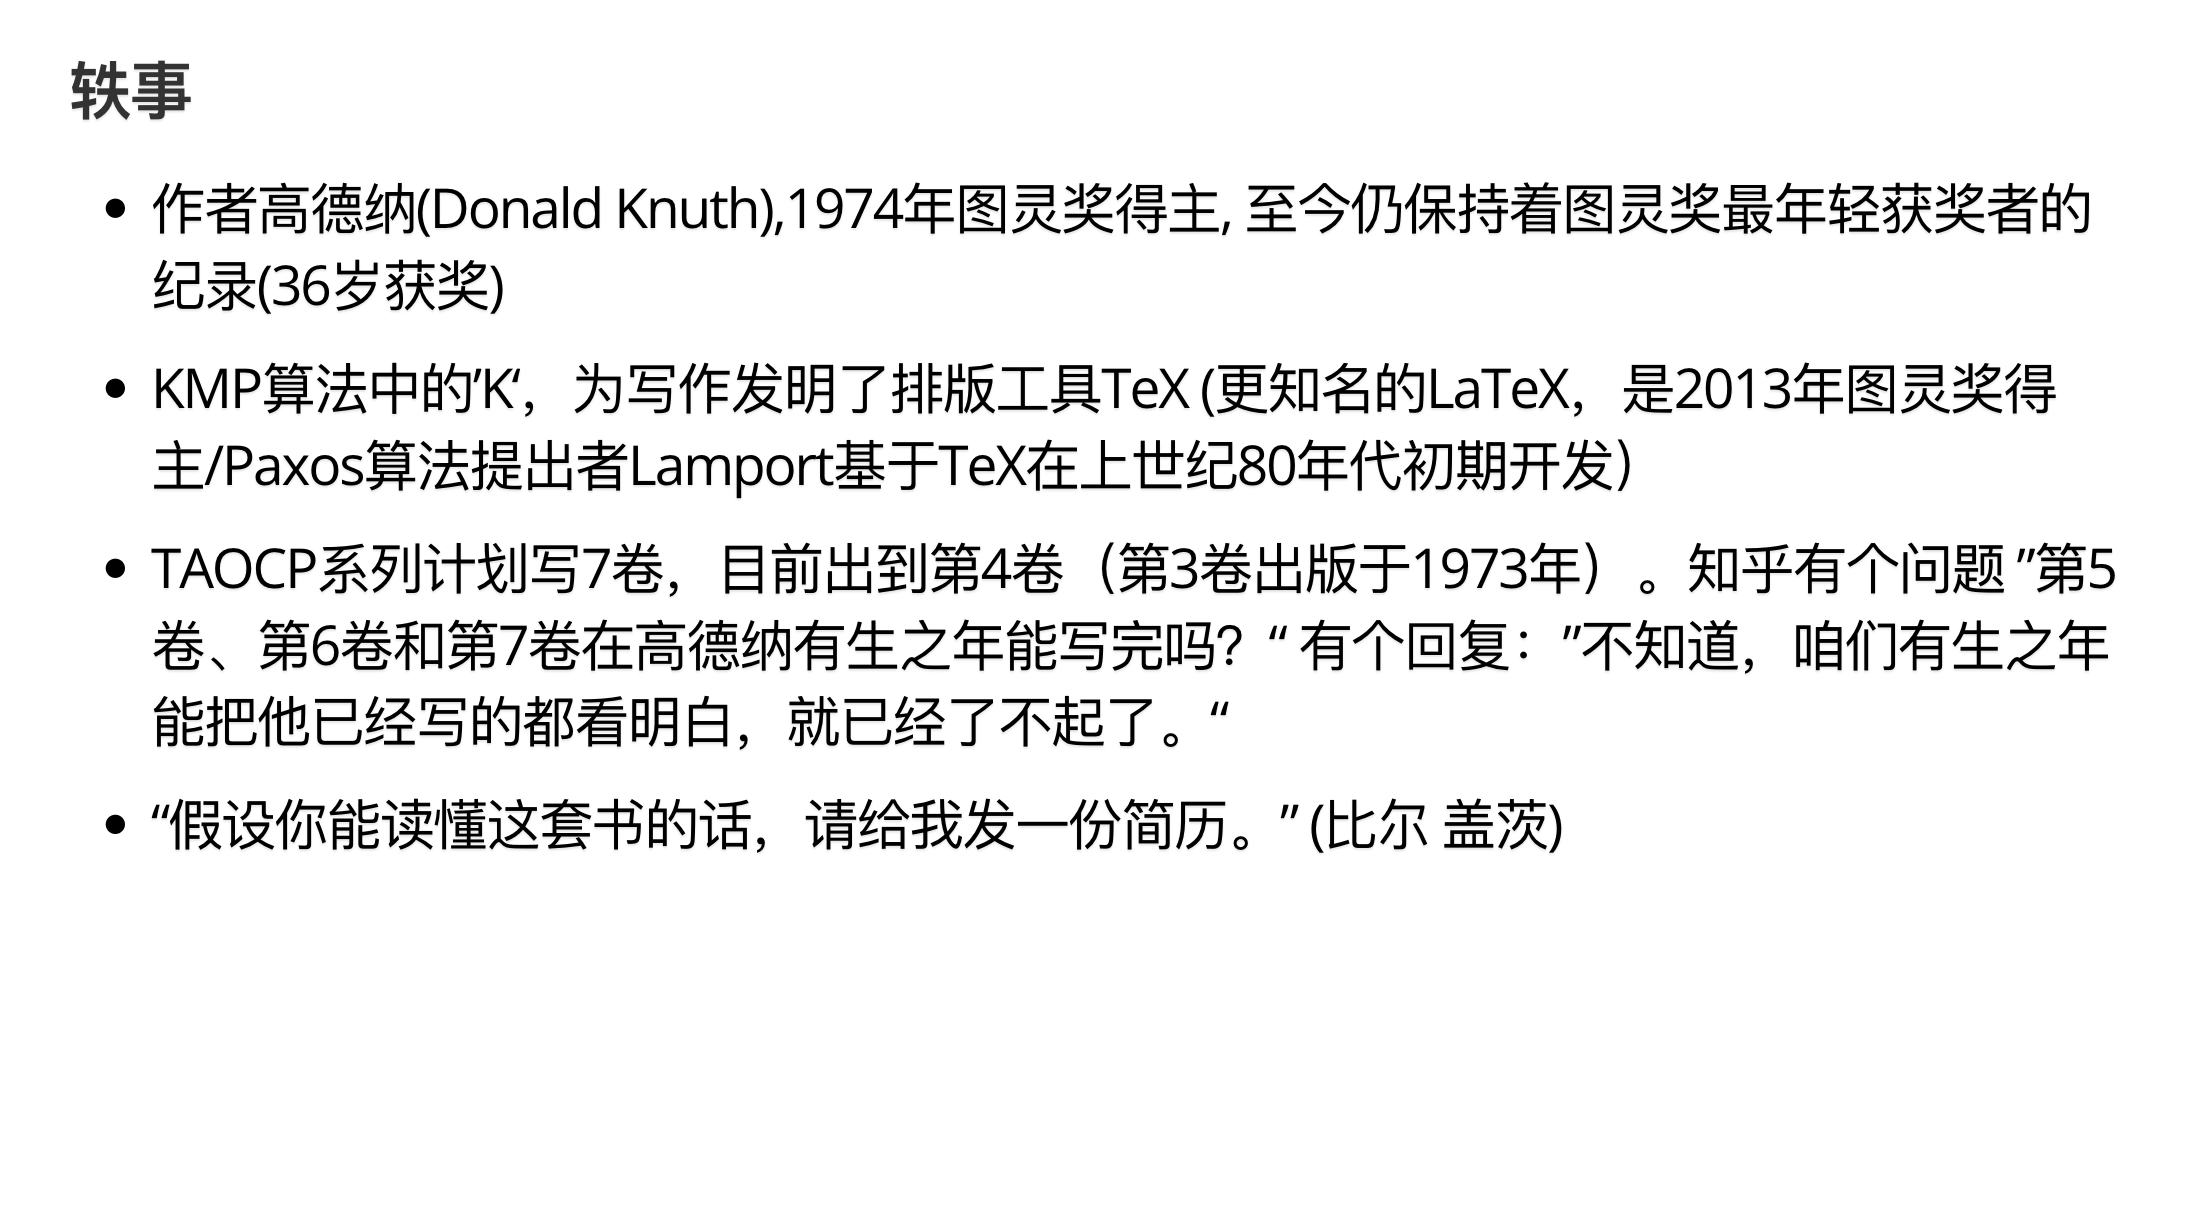 轶事
• 作者高德纳(Donald Knuth),1974年图灵奖得主, 至今仍保持着图灵奖最年轻获奖者的
纪录(36岁获奖)
• KMP算法中的’K‘，为写作发明了排版工具TeX (更知名的LaTeX，是2013年图灵奖得
主/Paxos算法提出者Lamport基于TeX在上世纪80年代初期开发）
• TAOCP系列计划写7卷，目前出到第4卷（第3卷出版于1973年）。知乎有个问题 ”第5
卷、第6卷和第7卷在高德纳有生之年能写完吗？“ 有个回复：”不知道，咱们有生之年
能把他已经写的都看明白，就已经了不起了。“
• “假设你能读懂这套书的话，请给我发一份简历。” (比尔 盖茨)